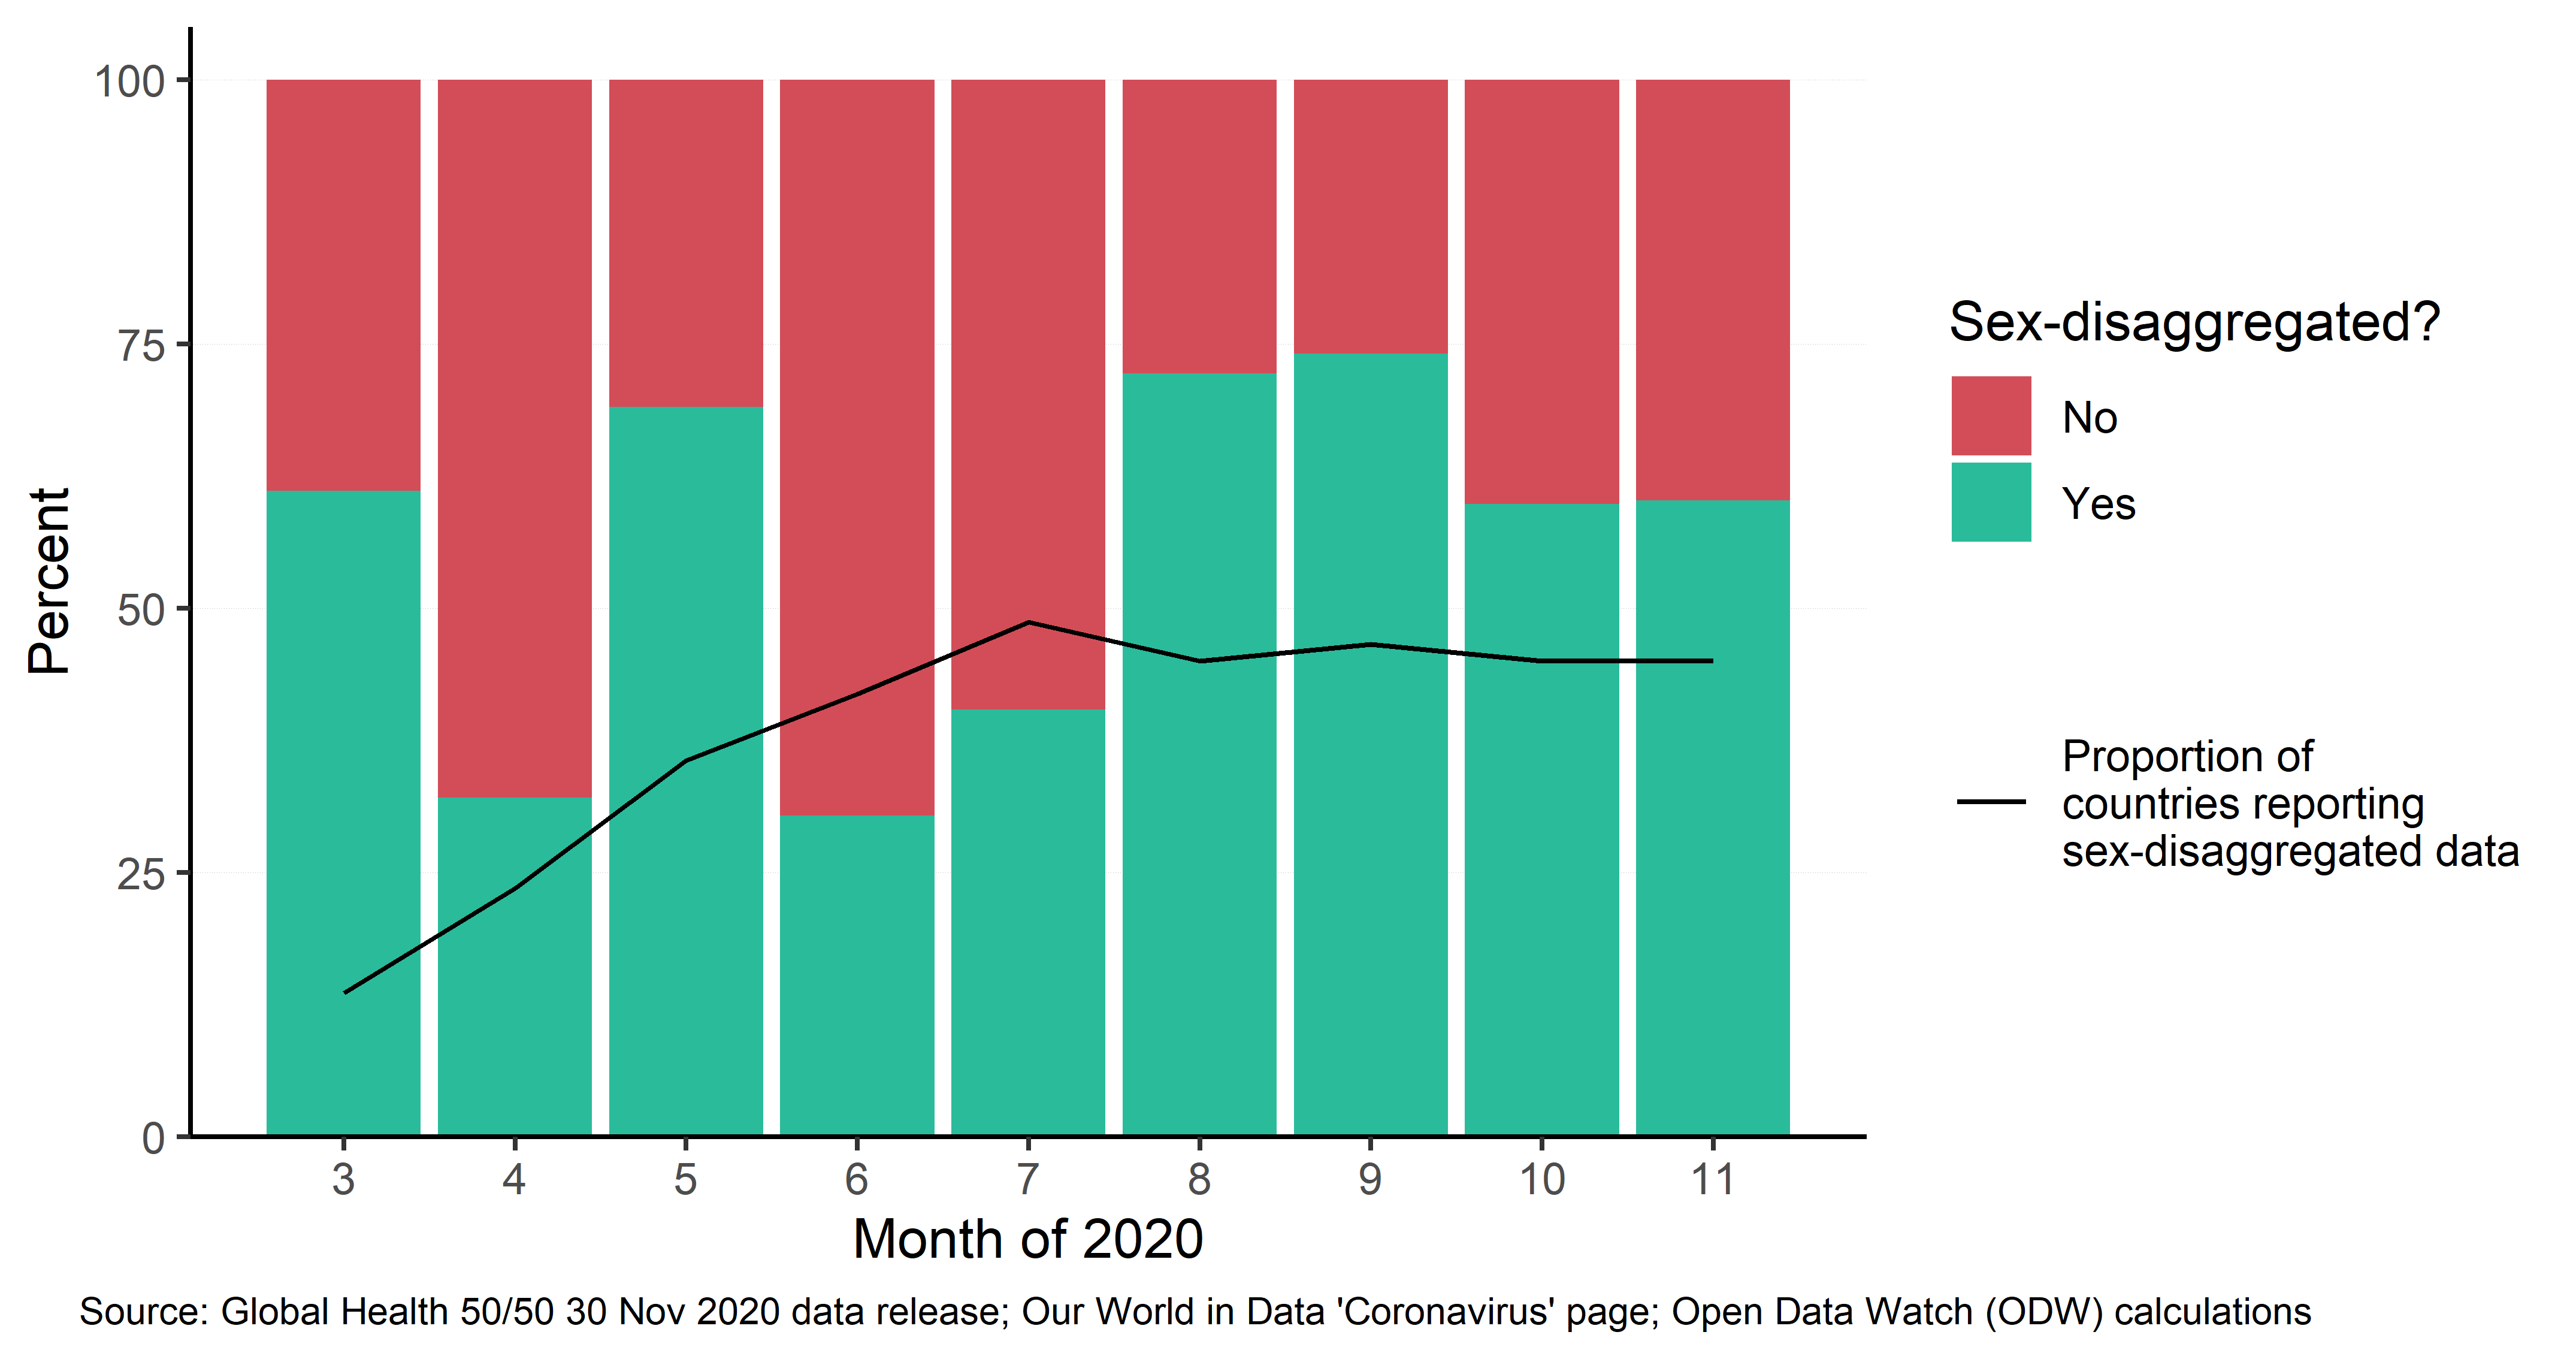 100
75
50
25
0
Percent
3 4 5 6 7 8 9 10 11
Month of 2020
Sex-disaggregated?
No
Yes
Proportion of
countries reporting
sex-disaggregated data
Source: Global Health 50/50 30 Nov 2020 data release; Our World in Data 'Coronavirus' page; Open Data Watch (ODW) calculations